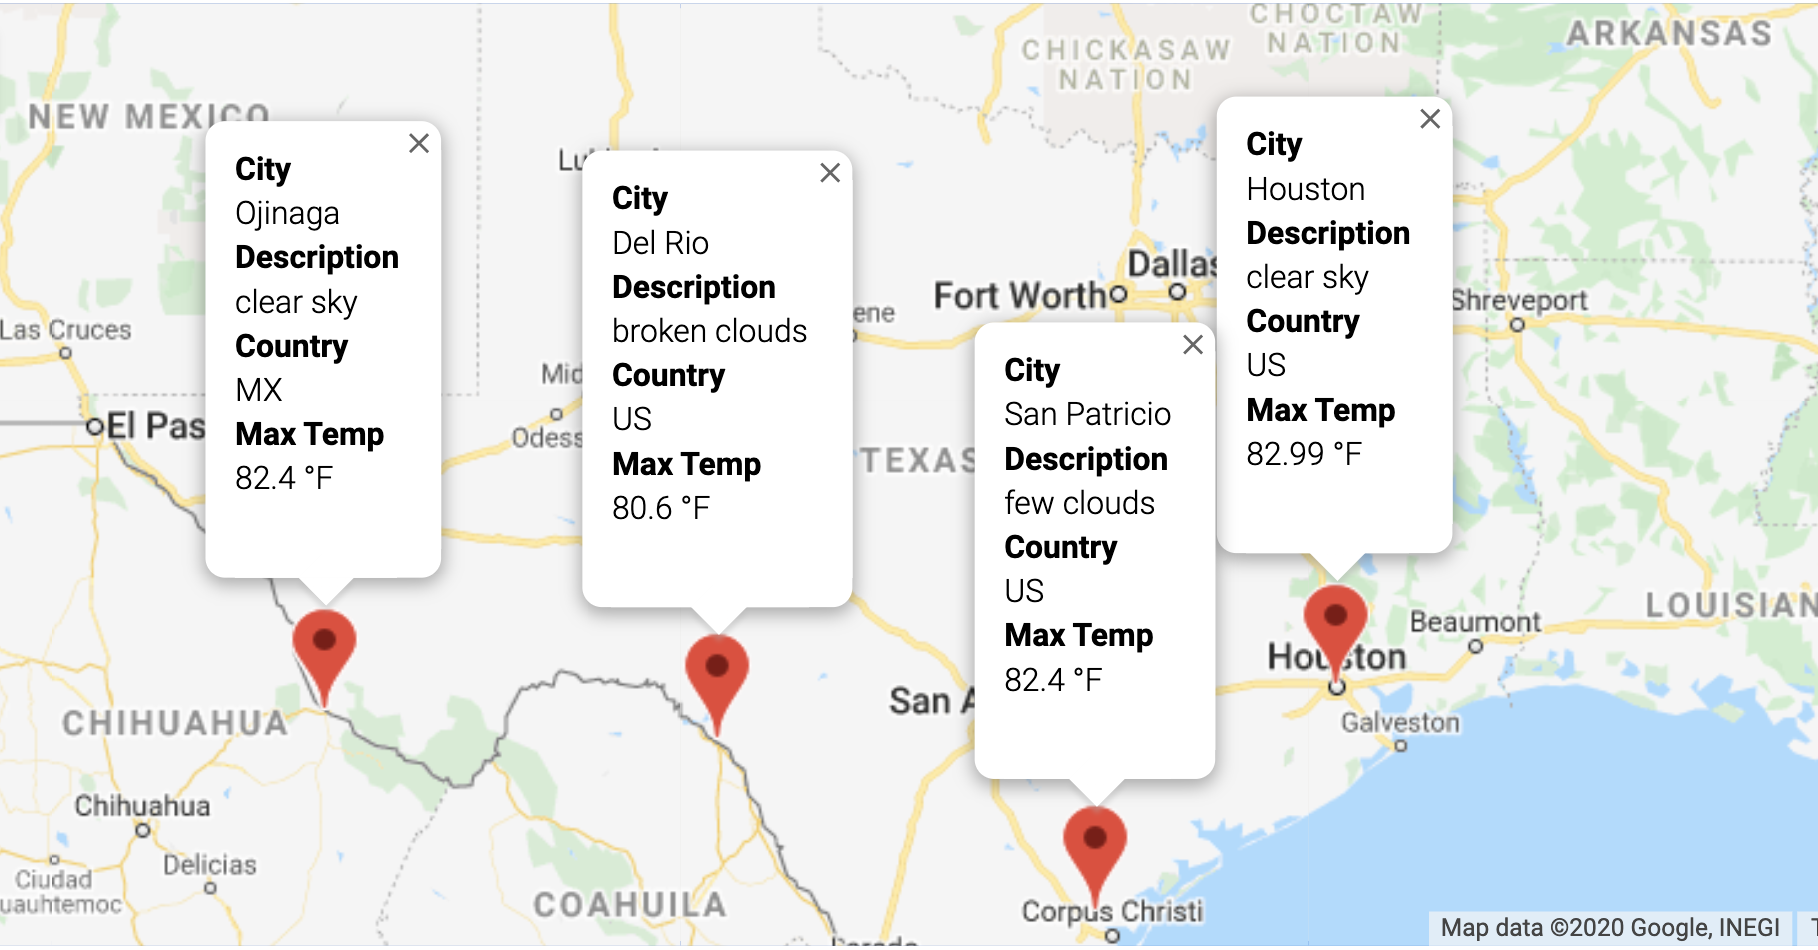 CHOCTAW
NATION
ARKANSAS
CHICKASAW
NATION
NEW MEXICO
City
Ojinaga
Description
clear sky
Country
MX
Max Temp
82.4 °F
City
Del Rio
Description
broken clouds
Country
US
Max Temp
80.6 °F
City
San Patricio
Description
few clouds
Country
US
Max Temp
82.4 °F
City
Houston
Description
clear sky
Country
US
Max Temp
82.99 °F
Dallas
Fort Worth
Shreveport
Las Cruces
El Pas
Mid
Odess
ene
TEXAS
LOUISIAN
Beaumont
Houston
Galveston
San A
CHIHUAHUA
Chihuahua
Delicias
Ciudad
uauhtemoc
COAHUILA
Corpus Christi
Map data ©2020 Google, INEGI